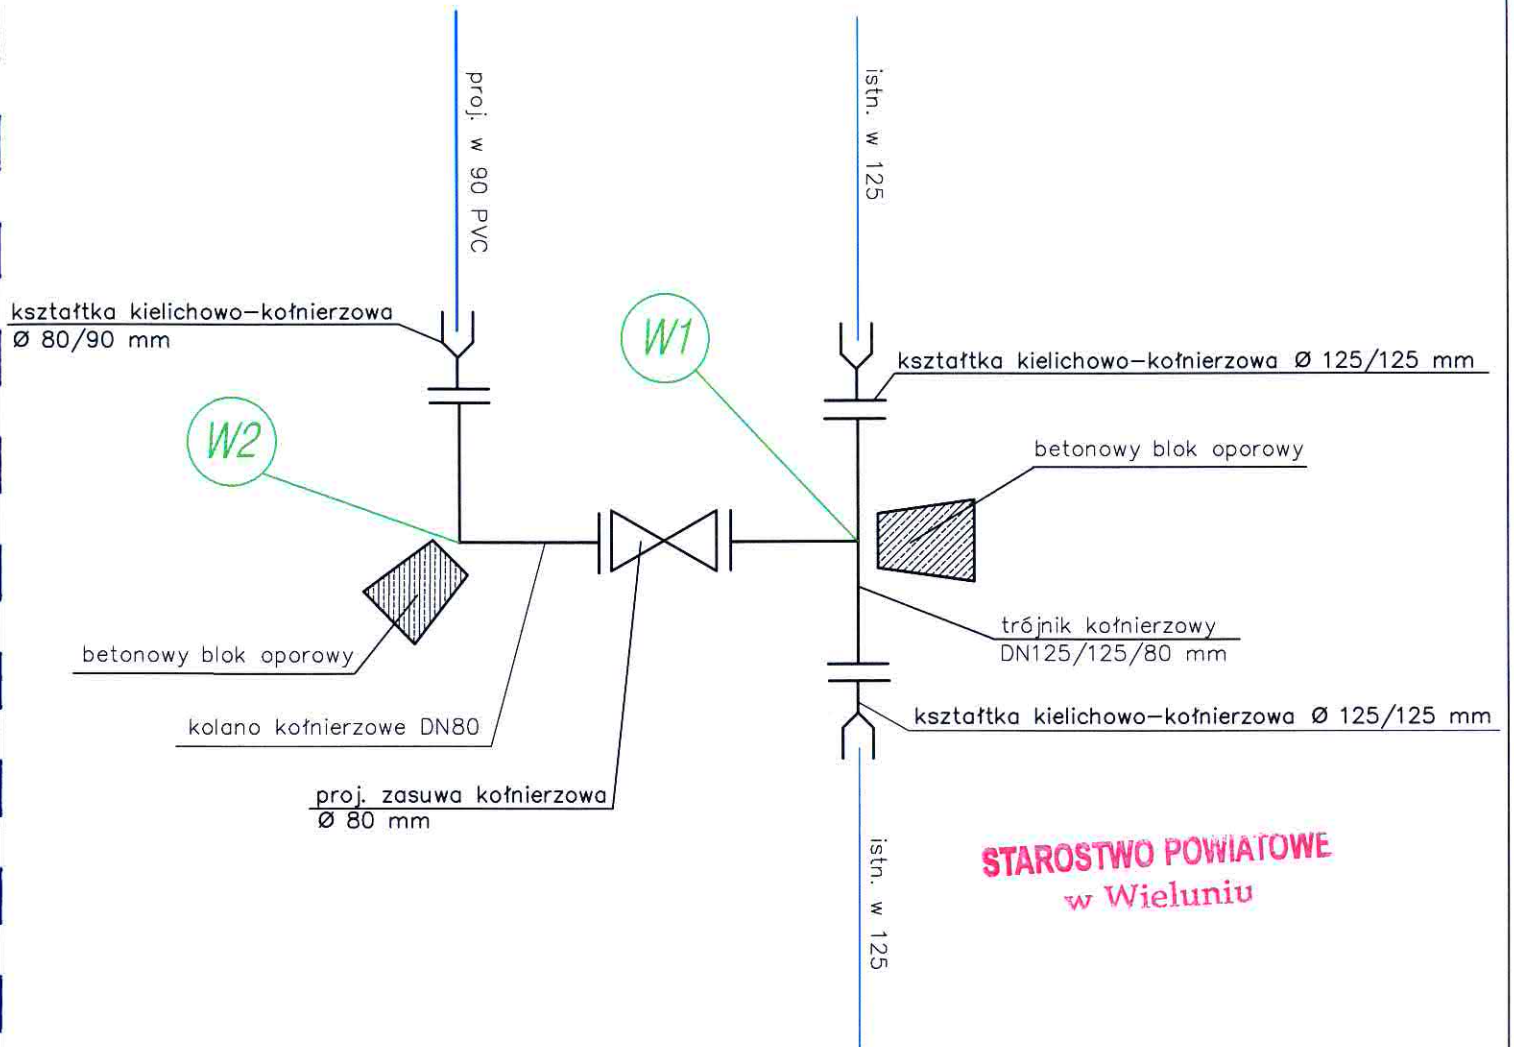 proj. w 90 PVC
istn. w 125
kształtka kielichowo-kołnierzowa
Ø 80/90 mm
W1
kształtka kielichowo-kołnierzowa Ø 125/125 mm
W2
betonowy blok oporowy
trójnik kołnierzowy
DN125/125/80 mm
betonowy blok oporowy
kolano kołnierzowe DN80
kształtka kielichowo-kołnierzowa Ø 125/125 mm
proj. zasuwa kołnierzowa
Ø 80 mm
istn. w 125
STAROSTWO POWIATOWE
w Wieluniu